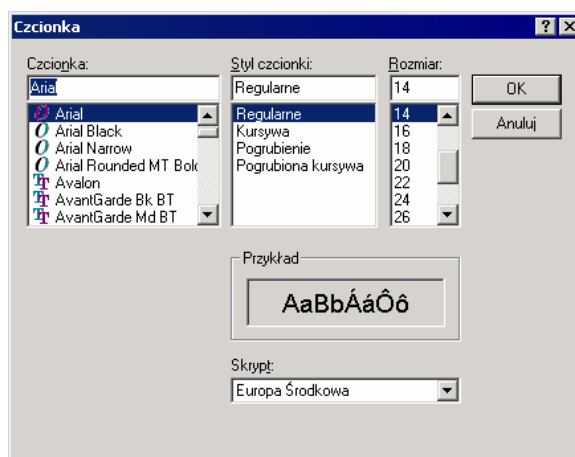 Czcionka
Czcionka:
Arial
Arial
Arial Black
Arial Narrow
Arial Rounded MT Bold
Avalon
AvantGarde Bk BT
AvantGarde Md BT
Styl czcionki:
Regularne
Regularne
Kursywa
Pogrubienie
Pogrubiona kursywa
Rozmiar:
14
14
16
18
20
22
24
26
OK
Anuluj
Przykład
AaBbÁáÔô
Skrypt:
Europa Środkowa